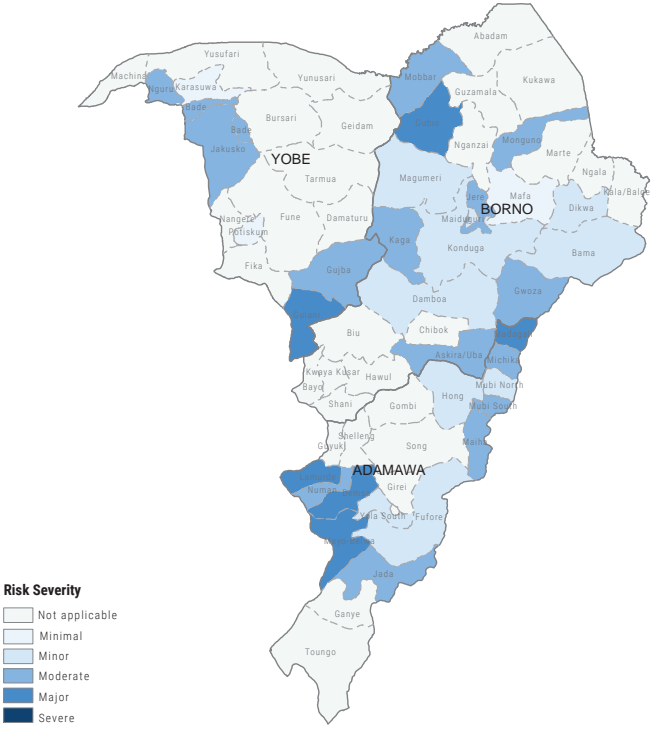 Abadam
Yusufari
Machina
Yunusari
Mobbar
Kukawa
Nguru
Karasuwa
Guzamala
Bade
Bursari
Geidam
Bade
Monguno
Jakusko
Nganzai
Marte
YOBE
Ngala
Tarmua
Magumeri
Kala/Balge
Jere
Mafa
BORNO
Dikwa
Nangere
Fune
Damaturu
Potiskum
Kaga
Konduga
Bama
Fika
Gujba
Gwoza
Damboa
Biu
Chibok
Askira/Uba
Michika
Kwaya Kusar
Hawul
Bayo
Mubi North
Hong
Shani
Gombi
Mubi South
Shelleng
Guyuk
Song
Maiha
ADAMAWA
Numan
Girei
Yola South
Fufore
Jada
Ganye
Toungo
Risk Severity
Not applicable
Minimal
Minor
Moderate
Major
Severe